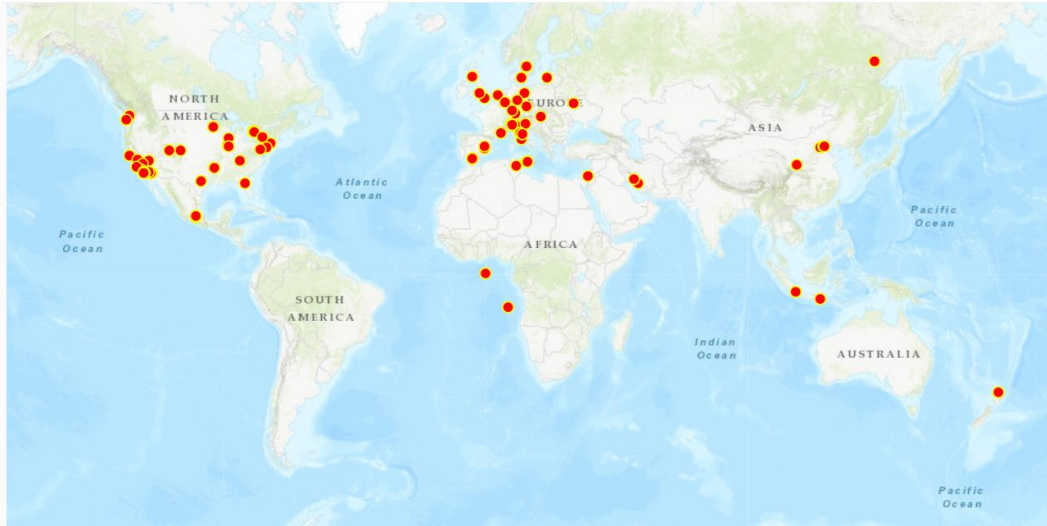 NORTH
AMERICA
EUROPE
ASIA
Atlantic
Ocean
Pacific
Ocean
Pacific
Ocean
AFRICA
SOUTH
AMERICA
Indian
Ocean
AUSTRALIA
Pacific
Ocean